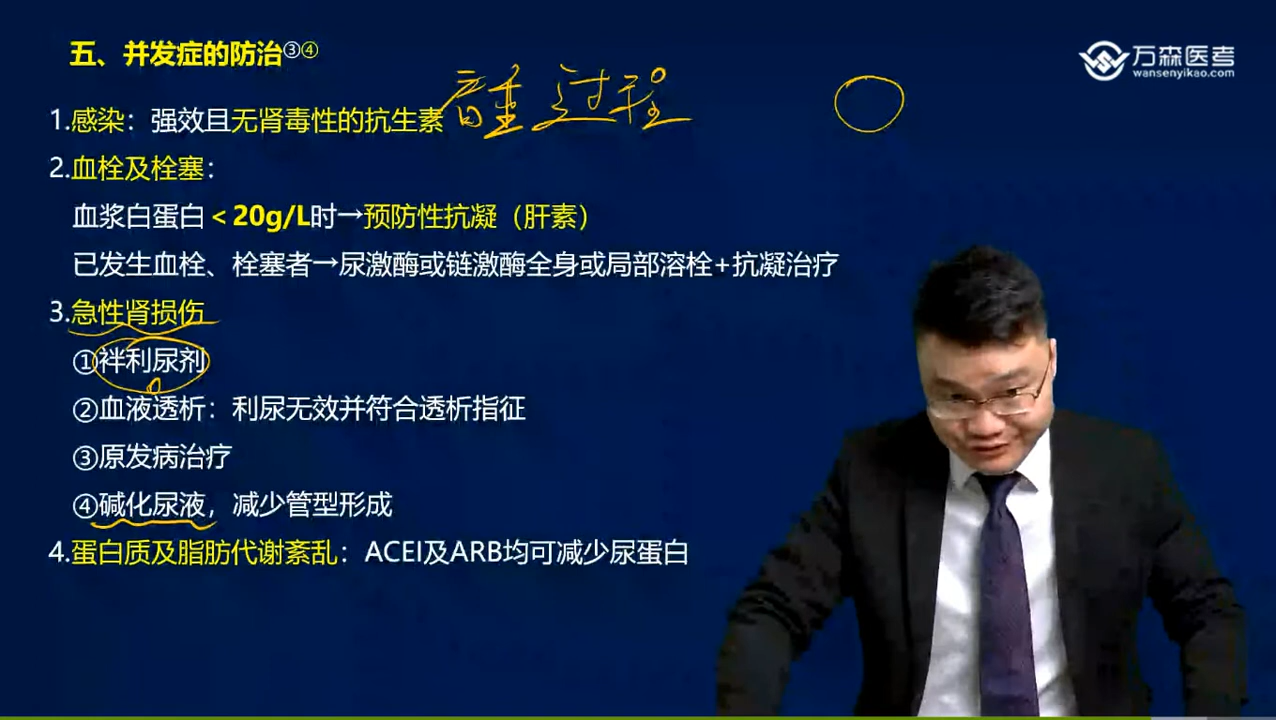 五、并发症的防治③④
万森医考
wansenyikao.com
过程
1.感染：强效且无肾毒性的抗生素
2.血栓及栓塞：
血浆白蛋白＜20g/L时→预防性抗凝（肝素）
已发生血栓、栓塞者→尿激酶或链激酶全身或局部溶栓+抗凝治疗
3.急性肾损伤
①袢利尿剂
②血液透析：利尿无效并符合透析指征
③原发病治疗
④碱化尿液，减少管型形成
4.蛋白质及脂肪代谢紊乱：ACEI及ARB均可减少尿蛋白